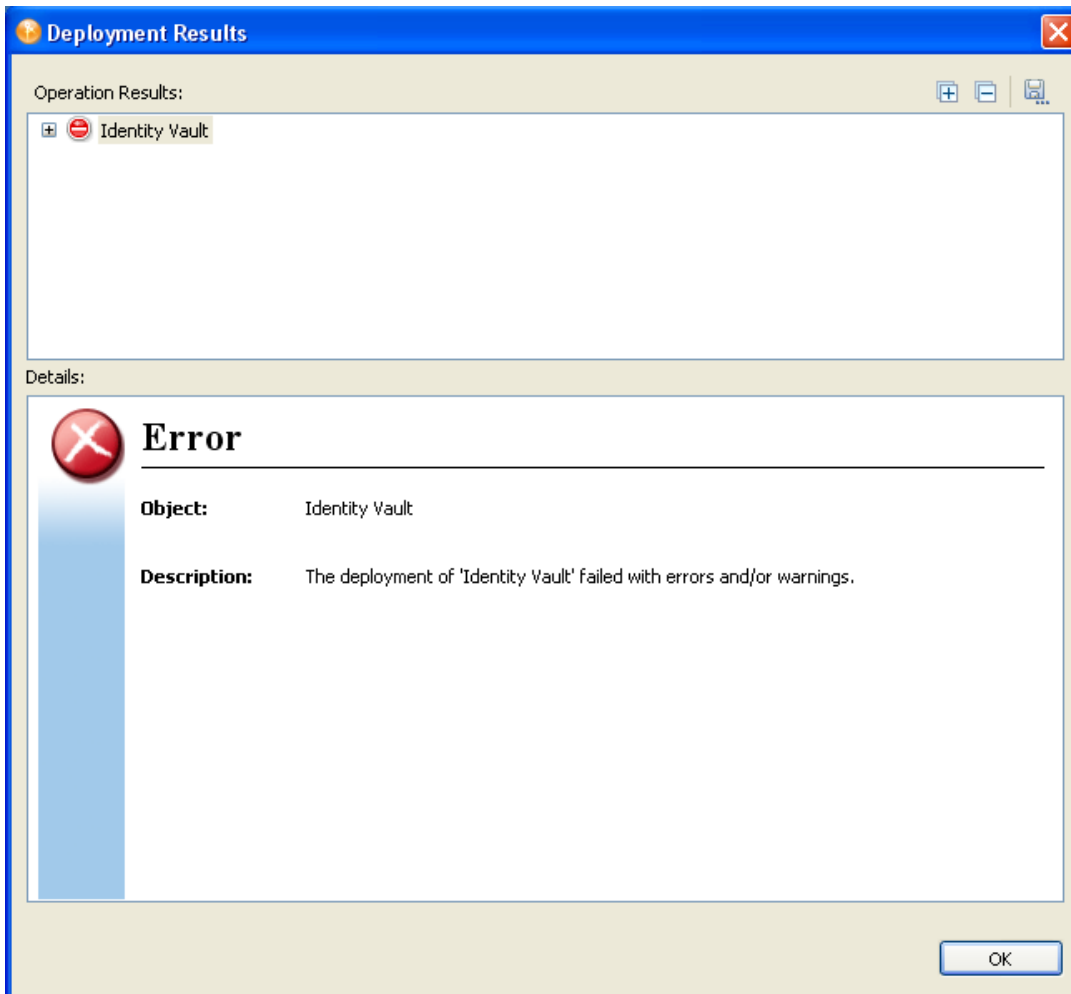 Deployment Results
Operation Results:
Identity Vault
Details:
Error
Object: Identity Vault
Description: The deployment of 'Identity Vault' failed with errors and/or warnings.
OK